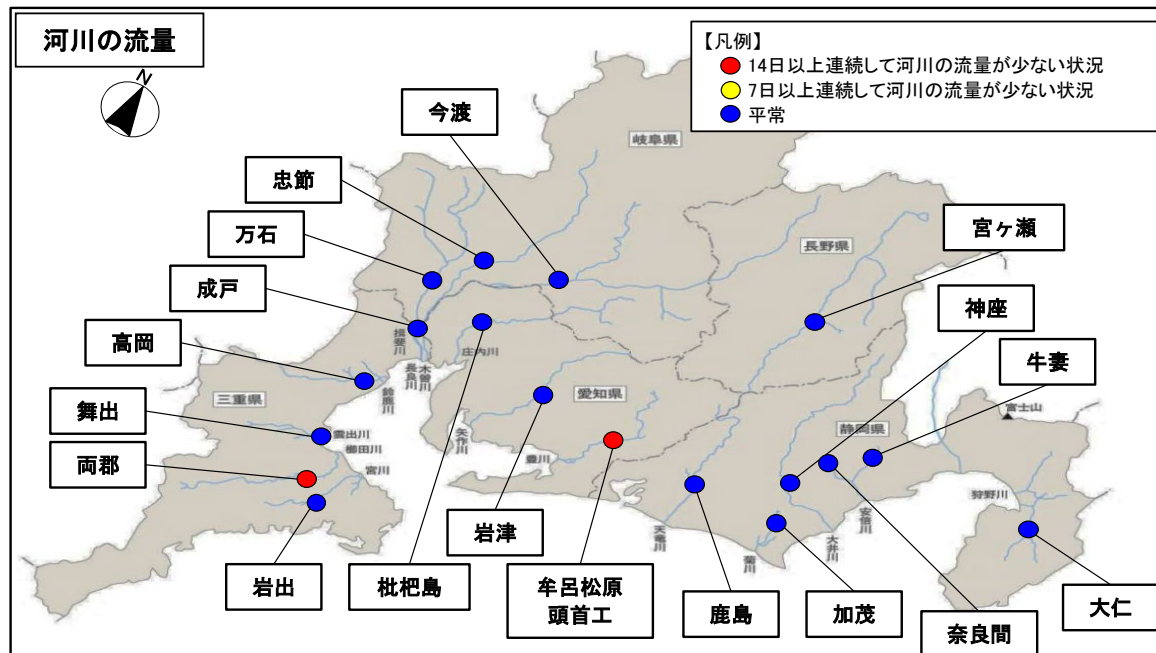 河川の流量
N
【凡例】
14日以上連続して河川の流量が少ない状況
7日以上連続して河川の流量が少ない状況
平常
今渡
岐阜県
忠節
万石
宮ヶ瀬
長野県
成戸
神座
高岡
揖斐川
長良川
木曽川
庄内川
牛妻
鈴鹿川
三重県
愛知県
富士山
舞出
雲出川
櫛田川
矢作川
静岡県
両郡
宮川
豊川
狩野川
天竜川
安倍川
大井川
菊川
岩出
枇杷島
岩津
牟呂松原
頭首工
鹿島
加茂
奈良間
大仁